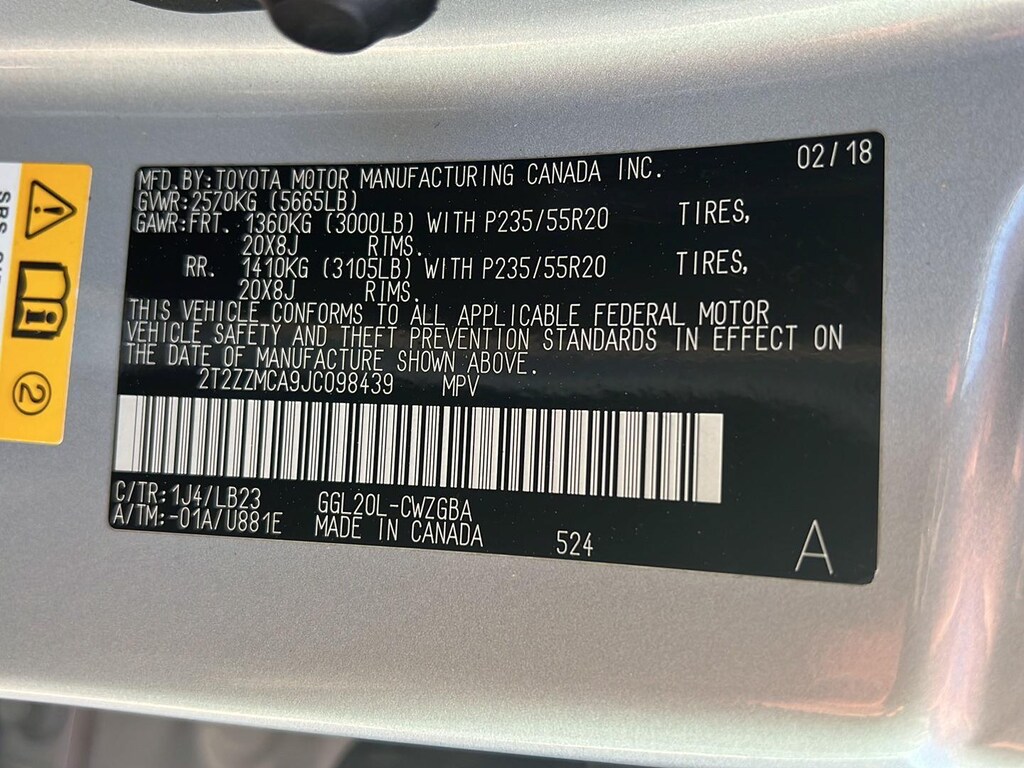 02/18
MFD.BY:TOYOTA MOTOR MANUFACTURING CANADA INC.
GVWR:2570KG (5665LB)
GAWR:FRT. 1360KG (3000LB) WITH P235/55R20 TIRES,
20X8J RIMS.
RR. 1410KG (3105LB) WITH P235/55R20 TIRES,
20X8J RIMS.
THIS VEHICLE CONFORMS TO ALL APPLICABLE FEDERAL MOTOR
VEHICLE SAFETY AND THEFT PREVENTION STANDARDS IN EFFECT ON
THE DATE OF MANUFACTURE SHOWN ABOVE.
2T2ZZMCA9JC098439 MPV
C/TR:1J4/LB23 GGL20L-CWZGBA
A/TM:-01A/U881E MADE IN CANADA 524
A
SRS
2